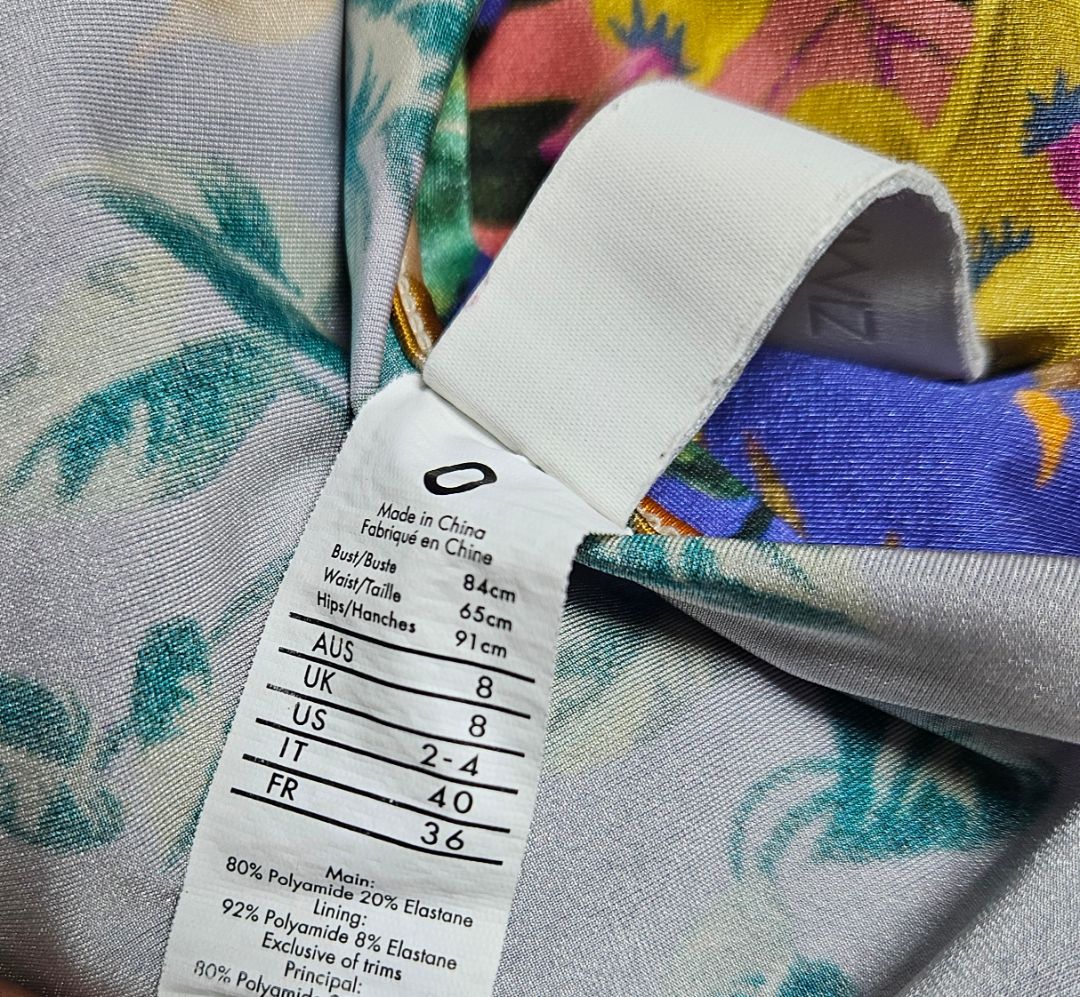 0
Made in China
Fabriqué en Chine
Bust/Buste 84cm
Waist/Taille 65cm
Hips/Hanches 91cm
AUS 8
UK 8
US 2-4
IT 40
FR 36
Main:
80% Polyamide 20% Elastane
Lining:
92% Polyamide 8% Elastane
Exclusive of trims
Principal:
80%